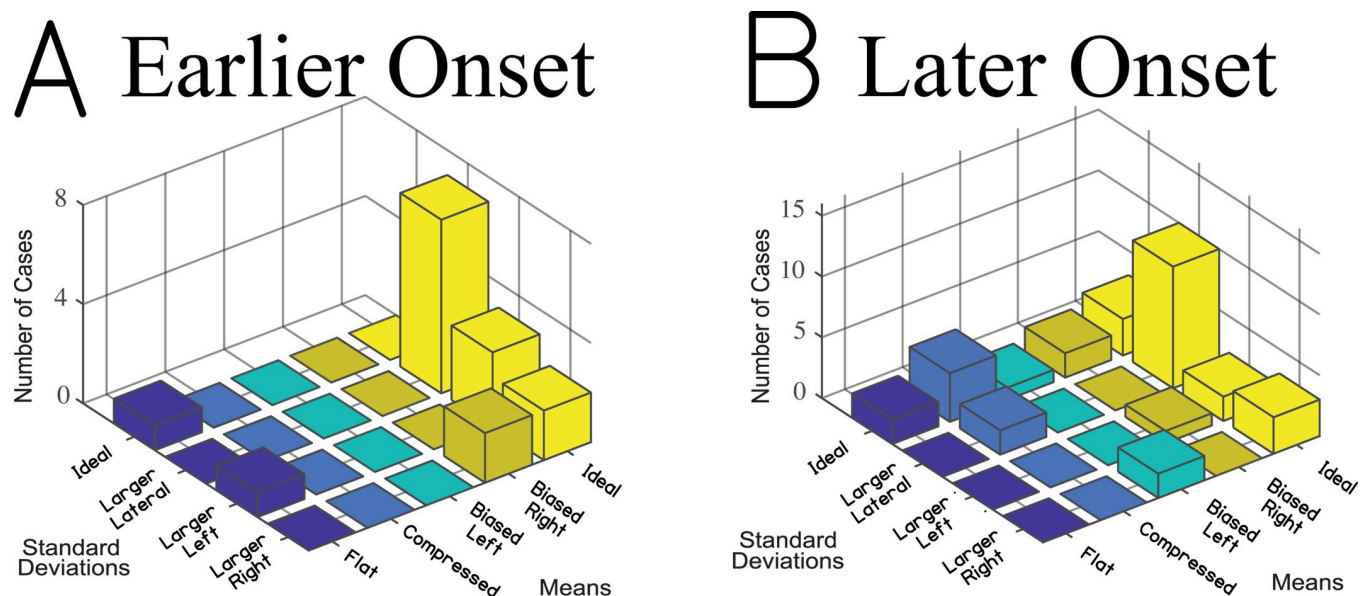 A Earlier Onset
Number of Cases
8
4
0
Ideal
Larger
Lateral
Larger
Left
Larger
Right
Standard
Deviations
Flat
Compressed
Biased
Left
Biased
Right
Ideal
Means
B Later Onset
Number of Cases
15
10
5
0
Ideal
Larger
Lateral
Larger
Left
Larger
Right
Standard
Deviations
Flat
Compressed
Biased
Left
Biased
Right
Ideal
Means